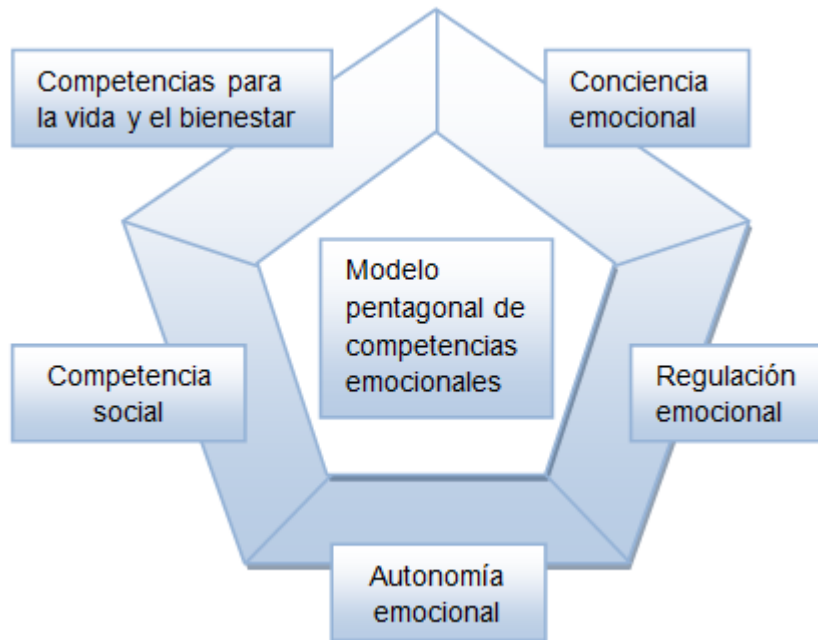 Competencias para
la vida y el bienestar
Conciencia
emocional
Modelo
pentagonal de
competencias
emocionales
Competencia
social
Regulación
emocional
Autonomía
emocional